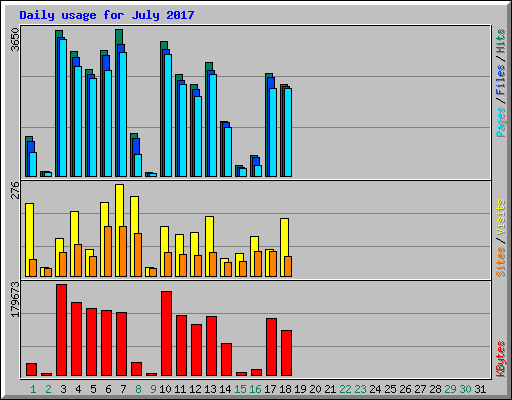 Daily usage for July 2017
3650
276
179673
Pages/Files/Hits
Sites/Visits
KBytes
1 2 3 4 5 6 7 8 9 10 11 12 13 14 15 16 17 18 19 20 21 22 23 24 25 26 27 28 29 30 31